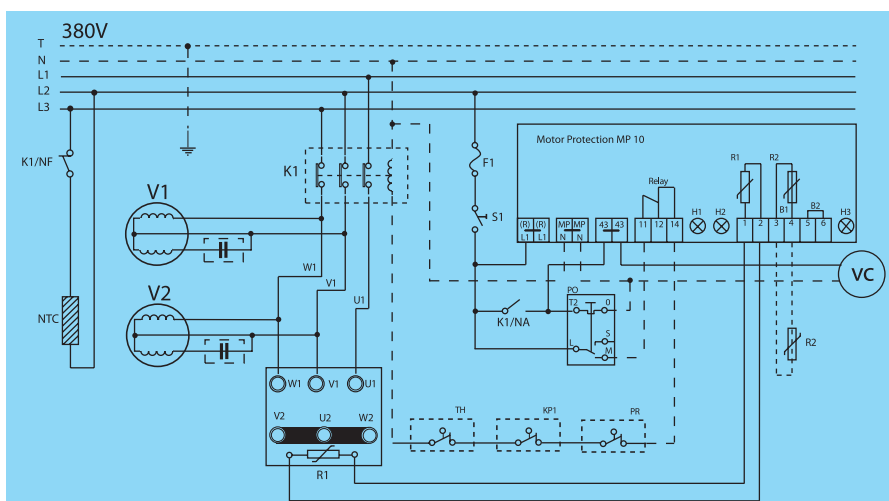 380V
T
N
L1
L2
L3
K1/NF
V1
K1
F1
S1
Motor Protection MP 10
R1
R2
Relay
H1
H2
B1
B2
H3
(R) (R)
L1 L1
MP MP
N N
43 43
11 12 14
1 2 3 4 5 6
VC
W1
V1
U1
V2
NTC
K1/NA
PO
T2
0
S
L
M
R2
W1
V1
U1
V2
U2
W2
R1
TH
KP1
PR